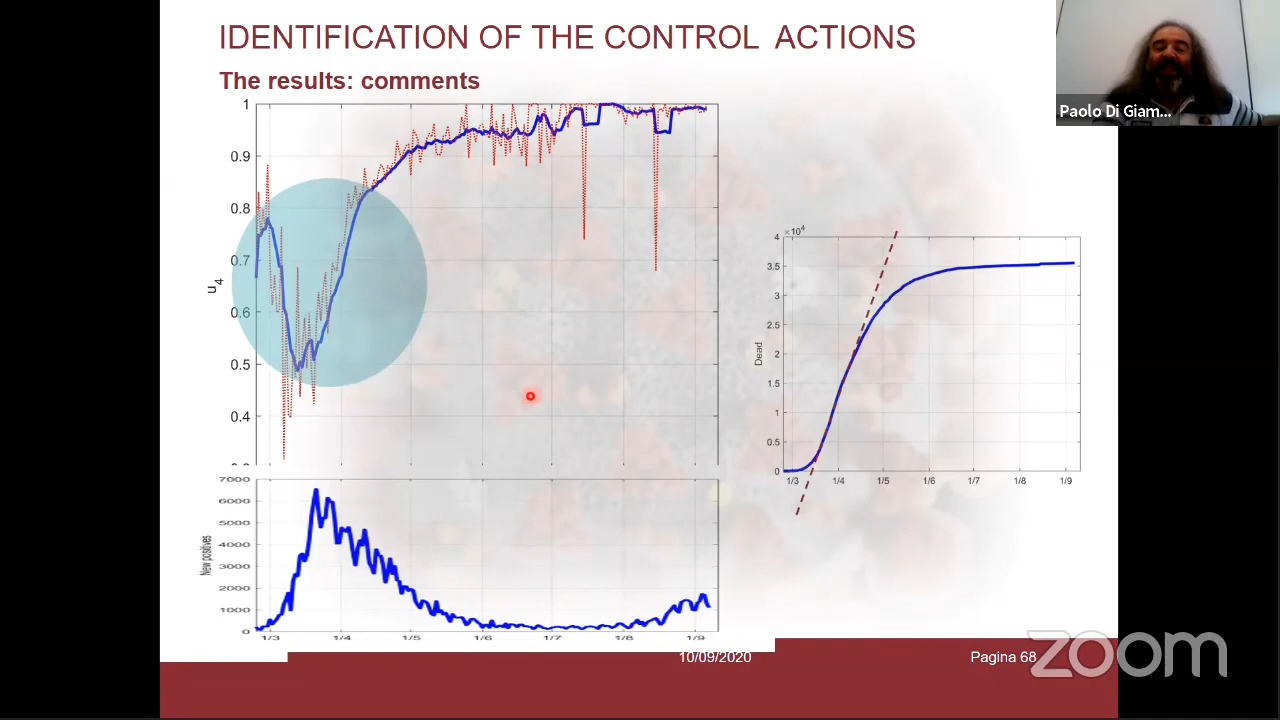 IDENTIFICATION OF THE CONTROL ACTIONS
The results: comments
Paolo Di Giam...
1
0.9
0.8
0.7
0.6
0.5
0.4
u4
7000
6000
5000
4000
3000
2000
1000
0
New positives
1/3 1/4 1/5 1/6 1/7 1/8 1/9
×10^4
4
3.5
3
2.5
2
1.5
1
0.5
0
Dead
1/3 1/4 1/5 1/6 1/7 1/8 1/9
10/09/2020
Pagina 68
zoom